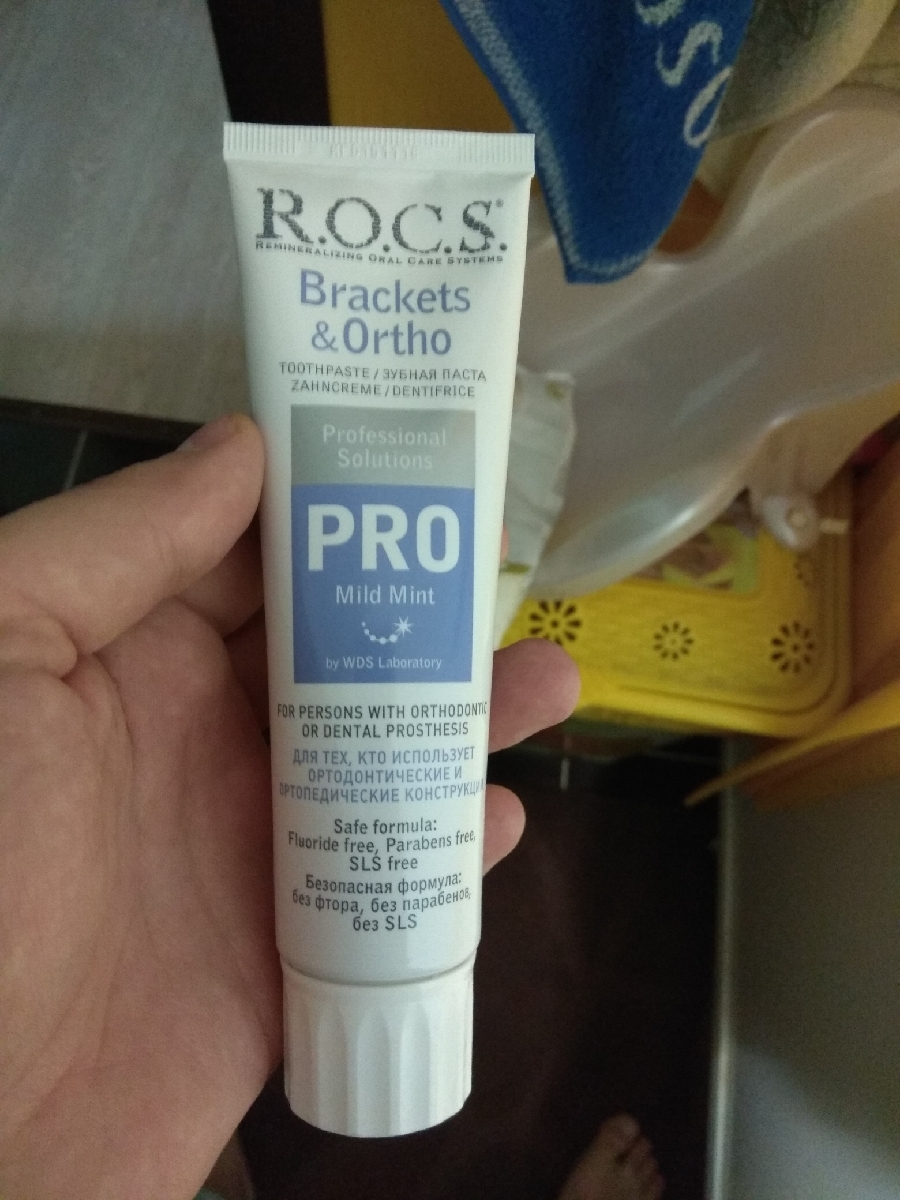 R.O.C.S.®
REMINERALIZING ORAL CARE SYSTEMS
Brackets
&Ortho
TOOTHPASTE / ЗУБНАЯ ПАСТА
ZAHNCREME / DENTIFRICE
Professional
Solutions
PRO
Mild Mint
by WDS Laboratory
FOR PERSONS WITH ORTHODONTIC
OR DENTAL PROSTHESIS
ДЛЯ ТЕХ, КТО ИСПОЛЬЗУЕТ
ОРТОДОНТИЧЕСКИЕ И
ОРТОПЕДИЧЕСКИЕ КОНСТРУКЦИИ
Safe formula:
Fluoride free, Parabens free,
SLS free
Безопасная формула:
без фтора, без парабенов,
без SLS